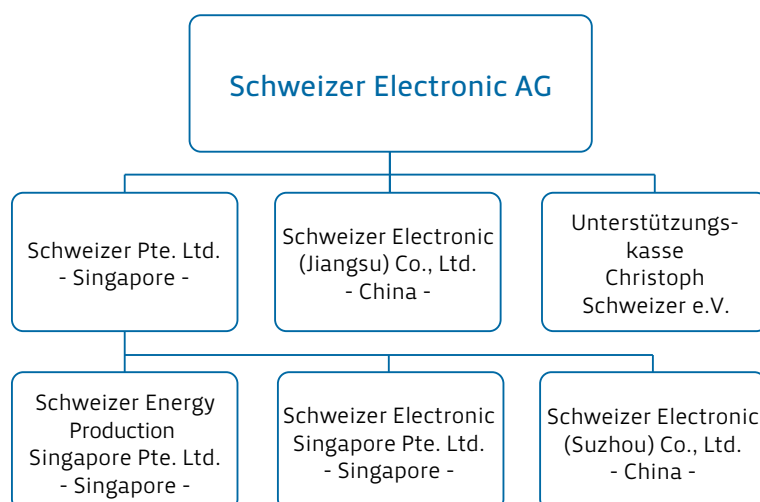 Schweizer Electronic AG
Schweizer Pte. Ltd.
- Singapore -
Schweizer Electronic
(Jiangsu) Co., Ltd.
- China -
Unterstützungs-
kasse
Christoph
Schweizer e.V.
Schweizer Energy
Production
Singapore Pte. Ltd.
- Singapore -
Schweizer Electronic
Singapore Pte. Ltd.
- Singapore -
Schweizer Electronic
(Suzhou) Co., Ltd.
- China -